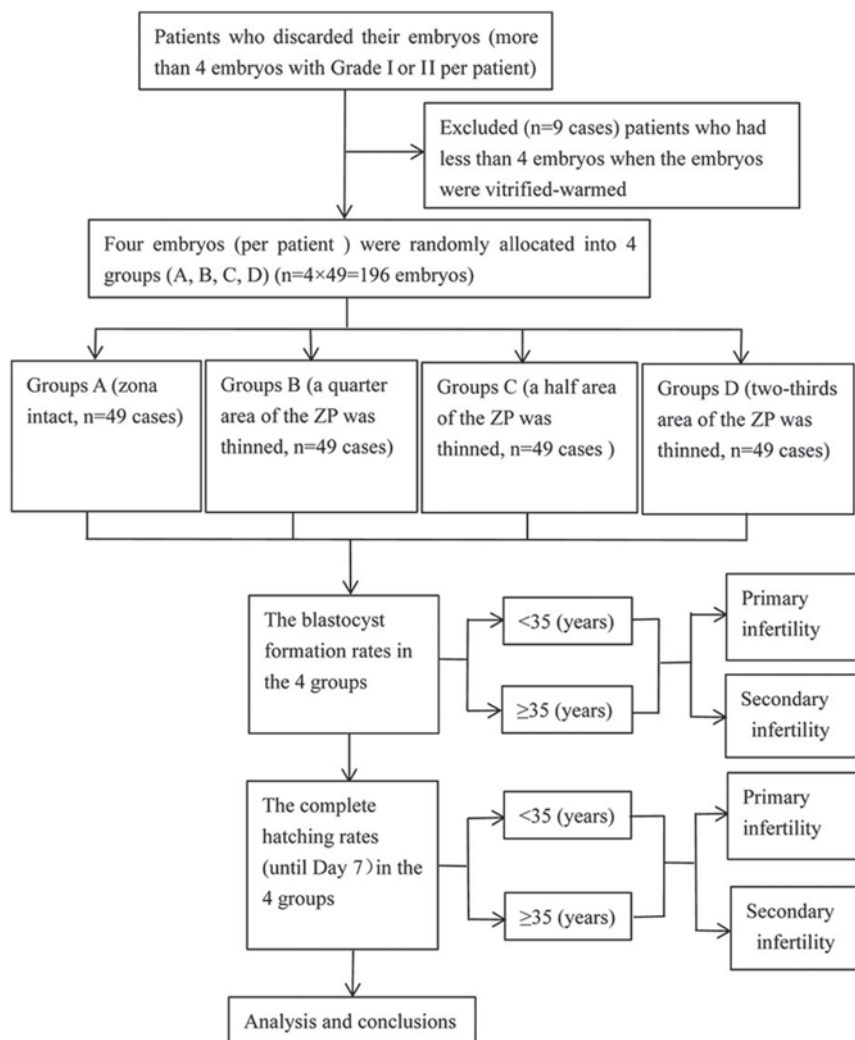 Patients who discarded their embryos (more
than 4 embryos with Grade I or II per patient)
Excluded (n=9 cases) patients who had
less than 4 embryos when the embryos
were vitrified-warmed
Four embryos (per patient ) were randomly allocated into 4
groups (A, B, C, D) (n=4×49=196 embryos)
Groups A (zona
intact, n=49 cases)
Groups B (a quarter
area of the ZP was
thinned, n=49 cases)
Groups C (a half area
of the ZP was
thinned, n=49 cases )
Groups D (two-thirds
area of the ZP was
thinned, n=49 cases)
The blastocyst
formation rates in
the 4 groups
<35 (years)
≥35 (years)
Primary
infertility
Secondary
infertility
The complete
hatching rates
(until Day 7）in the
4 groups
<35 (years)
≥35 (years)
Primary
infertility
Secondary
infertility
Analysis and conclusions